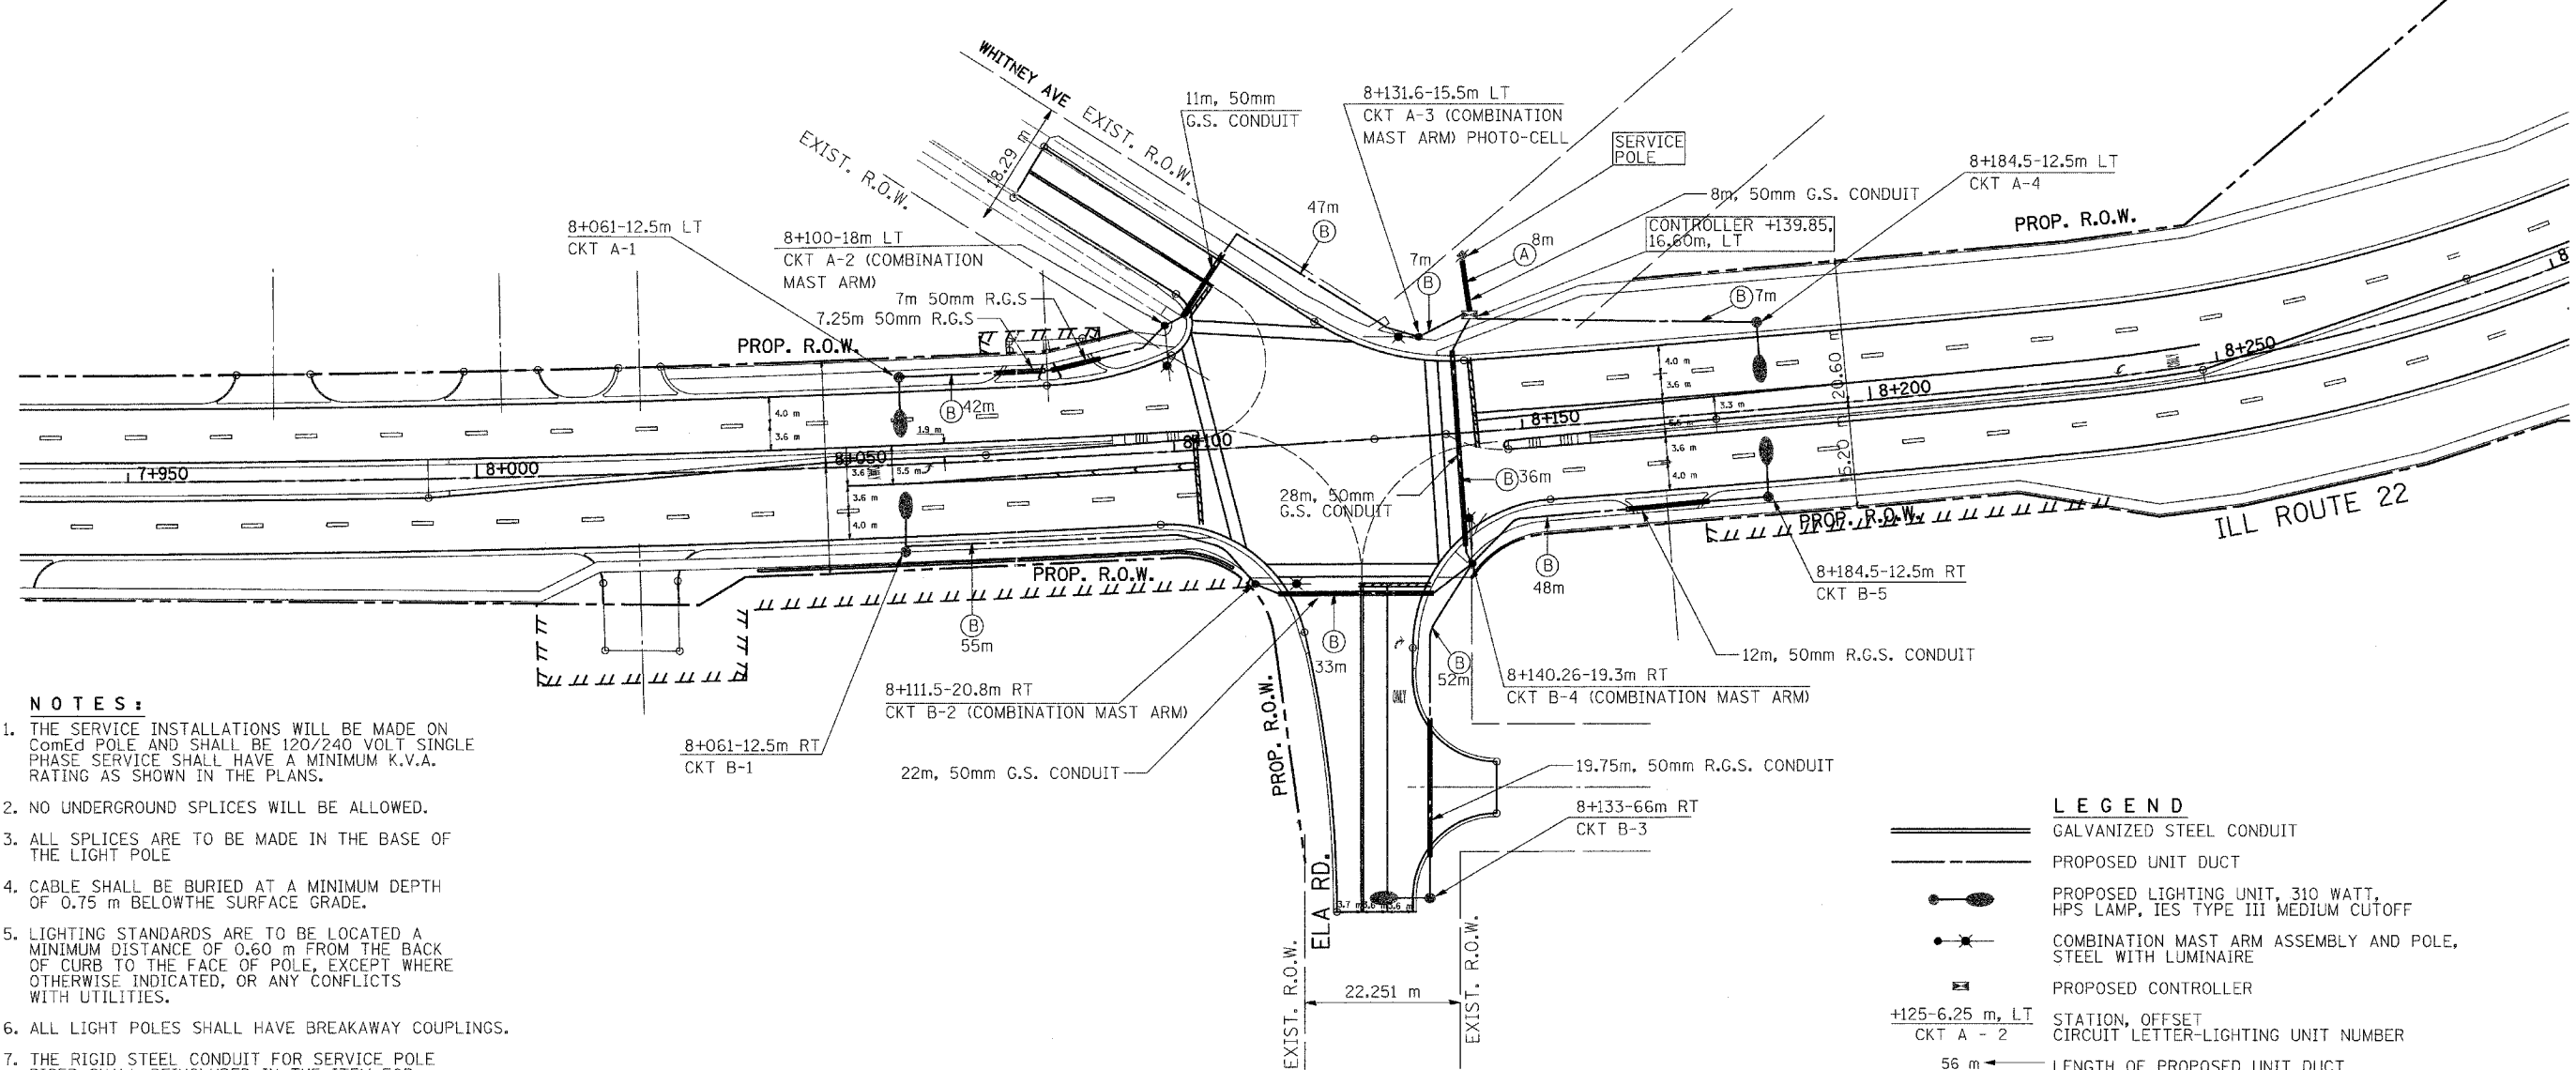 WHITNEY AVE
EXIST. R.O.W.
EXIST. R.O.W.
18.29 m
11m, 50mm
G.S. CONDUIT
8+131.6-15.5m LT
CKT A-3 (COMBINATION
MAST ARM) PHOTO-CELL
SERVICE
POLE
8+184.5-12.5m LT
CKT A-4
8m, 50mm G.S. CONDUIT
CONTROLLER +139.85,
16.60m, LT
PROP. R.O.W.
47m
B
8m
A
7m
B
B 7m
8+061-12.5m LT
CKT A-1
8+100-18m LT
CKT A-2 (COMBINATION
MAST ARM)
7m 50mm R.G.S
7.25m 50mm R.G.S
PROP. R.O.W.
B 42m
4.0 m
3.6 m
1.9 m
4.0 m
3.6 m
3.3 m
20.60 m
8+250
8+200
8+150
8+100
8+050
8+000
7+950
3.6
5.5 m
3.6 m
4.0 m
3.6 m
4.0 m
15.20 m
B 36m
28m, 50mm
G.S. CONDUIT
PROP. R.O.W.
ILL ROUTE 22
PROP. R.O.W.
B
55m
B
33m
B
52m
B
48m
8+184.5-12.5m RT
CKT B-5
12m, 50mm R.G.S. CONDUIT
8+140.26-19.3m RT
CKT B-4 (COMBINATION MAST ARM)
8+111.5-20.8m RT
CKT B-2 (COMBINATION MAST ARM)
8+061-12.5m RT
CKT B-1
22m, 50mm G.S. CONDUIT
PROP. R.O.W.
ONLY
19.75m, 50mm R.G.S. CONDUIT
8+133-66m RT
CKT B-3
3.7 m
3.6 m
ELA RD.
EXIST. R.O.W.
EXIST. R.O.W.
22.251 m
NOTES:
1. THE SERVICE INSTALLATIONS WILL BE MADE ON
ComEd POLE AND SHALL BE 120/240 VOLT SINGLE
PHASE SERVICE SHALL HAVE A MINIMUM K.V.A.
RATING AS SHOWN IN THE PLANS.
2. NO UNDERGROUND SPLICES WILL BE ALLOWED.
3. ALL SPLICES ARE TO BE MADE IN THE BASE OF
THE LIGHT POLE
4. CABLE SHALL BE BURIED AT A MINIMUM DEPTH
OF 0.75 m BELOWTHE SURFACE GRADE.
5. LIGHTING STANDARDS ARE TO BE LOCATED A
MINIMUM DISTANCE OF 0.60 m FROM THE BACK
OF CURB TO THE FACE OF POLE, EXCEPT WHERE
OTHERWISE INDICATED, OR ANY CONFLICTS
WITH UTILITIES.
6. ALL LIGHT POLES SHALL HAVE BREAKAWAY COUPLINGS.
7. THE RIGID STEEL CONDUIT FOR SERVICE POLE
LEGEND
GALVANIZED STEEL CONDUIT
PROPOSED UNIT DUCT
PROPOSED LIGHTING UNIT, 310 WATT,
HPS LAMP, IES TYPE III MEDIUM CUTOFF
COMBINATION MAST ARM ASSEMBLY AND POLE,
STEEL WITH LUMINAIRE
PROPOSED CONTROLLER
+125-6.25 m, LT STATION, OFFSET
CKT A - 2 CIRCUIT LETTER-LIGHTING UNIT NUMBER
56 m LENGTH OF PROPOSED UNIT DUCT